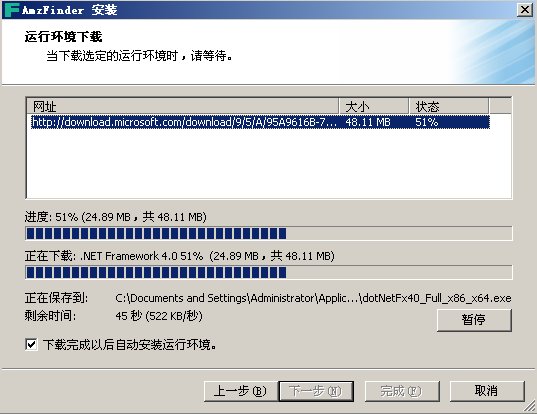 AmzFinder 安装
运行环境下载
当下载选定的运行环境时，请等待。
网址 大小 状态
http://download.microsoft.com/download/9/5/A/95A9616B-7... 48.11 MB 51%
进度: 51% (24.89 MB，共 48.11 MB)
正在下载: .NET Framework 4.0 51% (24.89 MB，共 48.11 MB)
正在保存到: C:\Documents and Settings\Administrator\Applic...\dotNetFx40_Full_x86_x64.exe
剩余时间: 45 秒 (522 KB/秒)
暂停
下载完成以后自动安装运行环境。
上一步(B) 下一步(N) 完成(F) 取消